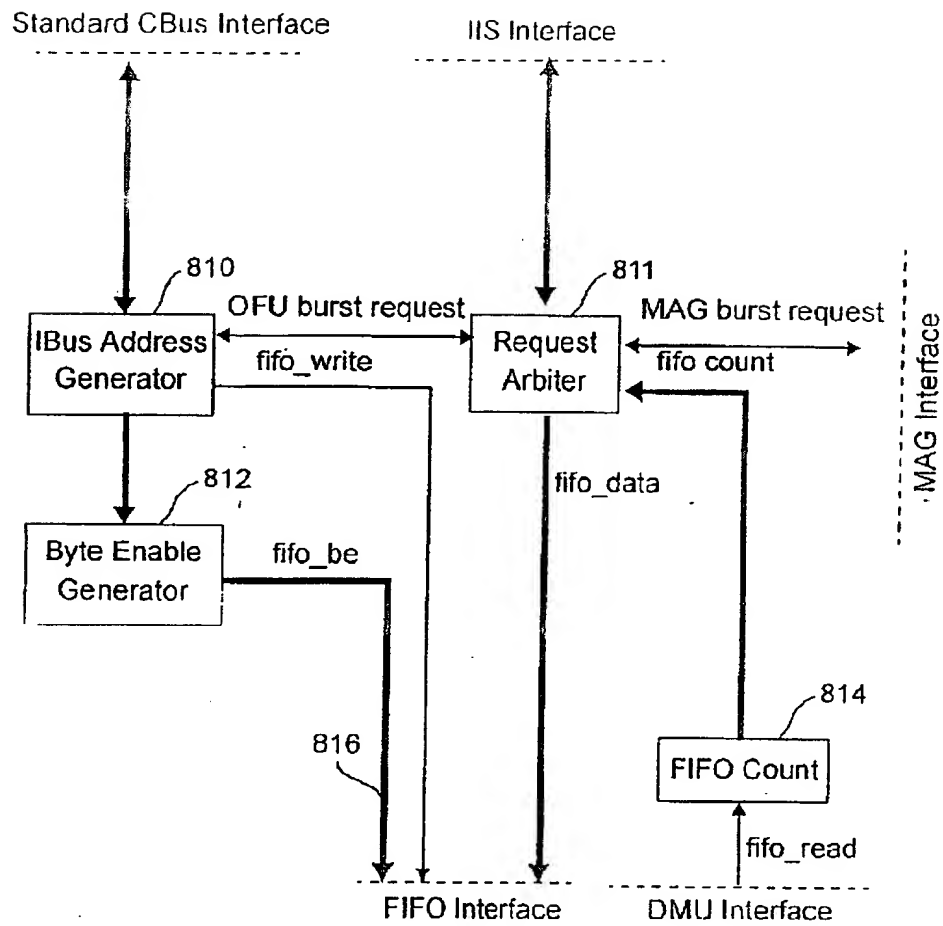 Standard CBus Interface
IIS Interface
810
811
OFU burst request
MAG burst request
IBus Address
Generator
fifo_write
Request
Arbiter
fifo count
MAG Interface
812
fifo_data
Byte Enable
Generator
fifo_be
814
816
FIFO Count
fifo_read
FIFO Interface
DMU Interface